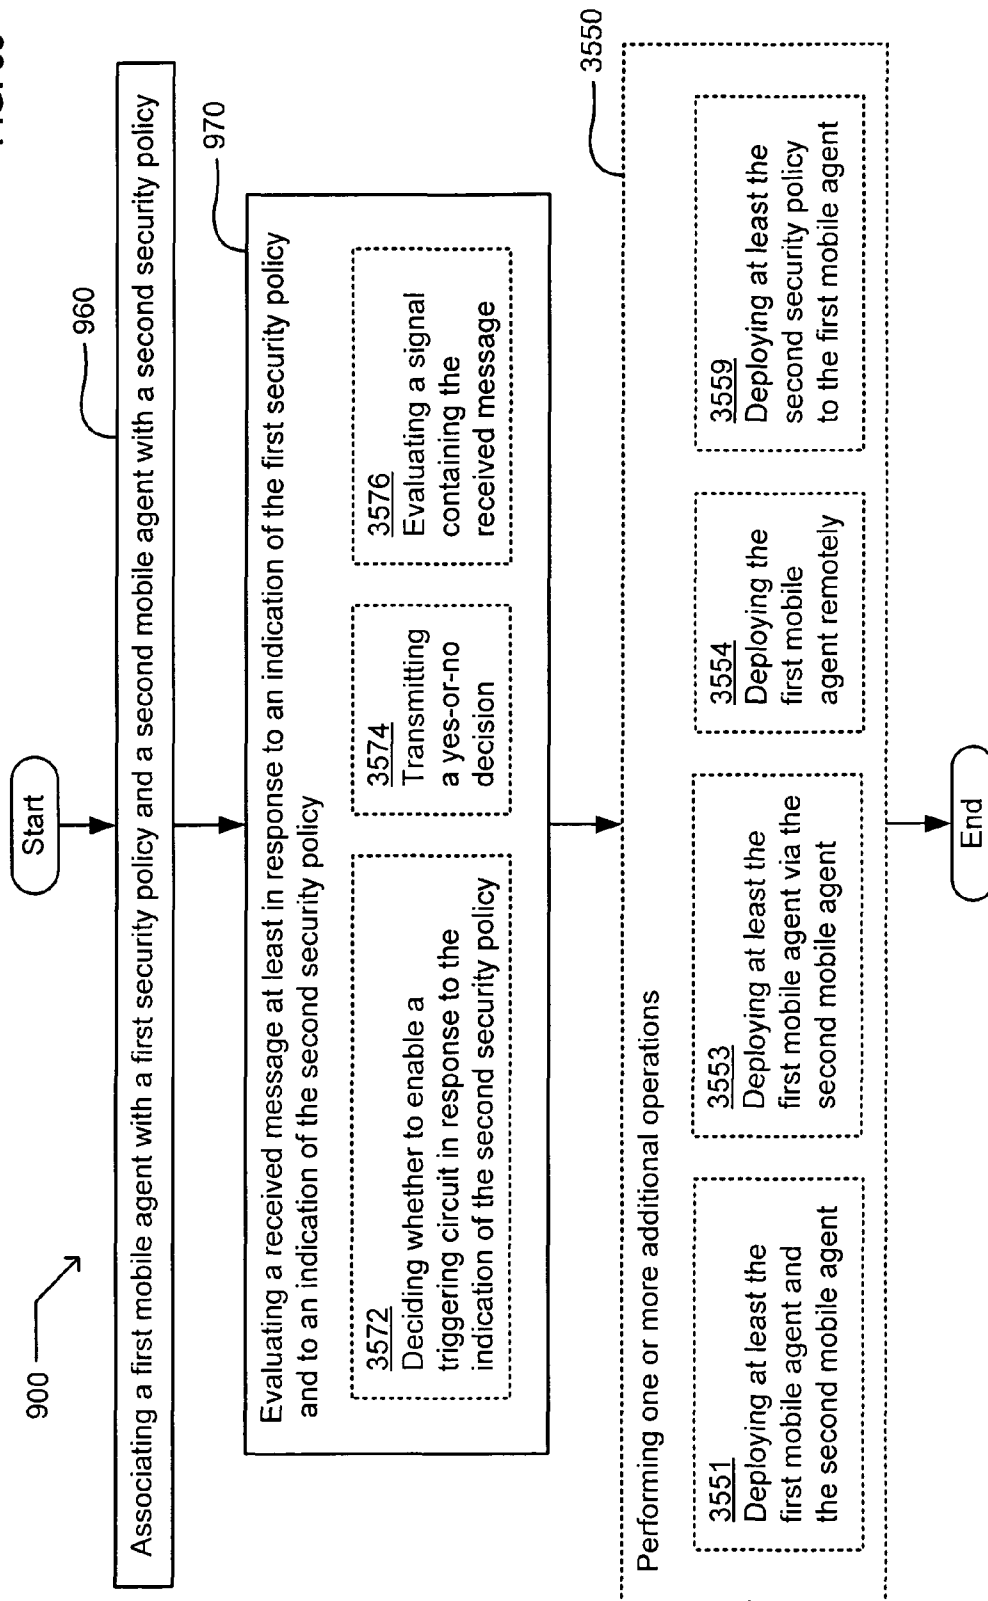 900
Start
960
Associating a first mobile agent with a first security policy and a second mobile agent with a second security policy
970
Evaluating a received message at least in response to an indication of the first security policy
and to an indication of the second security policy
3572
Deciding whether to enable a
triggering circuit in response to the
indication of the second security policy
3574
Transmitting
a yes-or-no
decision
3576
Evaluating a signal
containing the
received message
3550
Performing one or more additional operations
3551
Deploying at least the
first mobile agent and
the second mobile agent
3553
Deploying at least the
first mobile agent via the
second mobile agent
3554
Deploying the
first mobile
agent remotely
3559
Deploying at least the
second security policy
to the first mobile agent
End